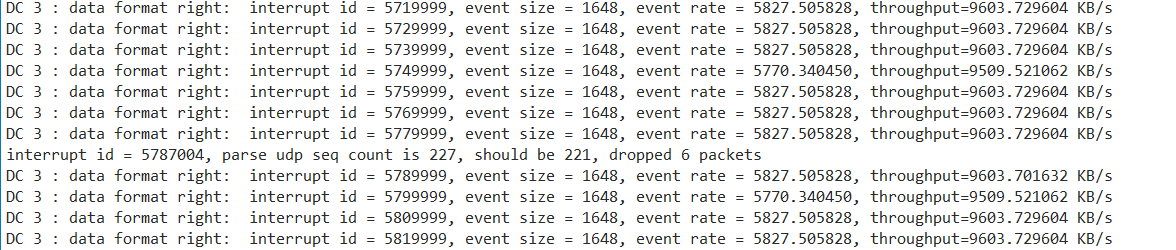 DC 3 : data format right:  interrupt id = 5719999, event size = 1648, event rate = 5827.505828, throughput=9603.729604 KB/s
DC 3 : data format right:  interrupt id = 5729999, event size = 1648, event rate = 5827.505828, throughput=9603.729604 KB/s
DC 3 : data format right:  interrupt id = 5739999, event size = 1648, event rate = 5827.505828, throughput=9603.729604 KB/s
DC 3 : data format right:  interrupt id = 5749999, event size = 1648, event rate = 5770.340450, throughput=9509.521062 KB/s
DC 3 : data format right:  interrupt id = 5759999, event size = 1648, event rate = 5827.505828, throughput=9603.729604 KB/s
DC 3 : data format right:  interrupt id = 5769999, event size = 1648, event rate = 5827.505828, throughput=9603.729604 KB/s
DC 3 : data format right:  interrupt id = 5779999, event size = 1648, event rate = 5827.505828, throughput=9603.729604 KB/s
interrupt id = 5787004, parse udp seq count is 227, should be 221, dropped 6 packets
DC 3 : data format right:  interrupt id = 5789999, event size = 1648, event rate = 5827.505828, throughput=9603.701632 KB/s
DC 3 : data format right:  interrupt id = 5799999, event size = 1648, event rate = 5770.340450, throughput=9509.521062 KB/s
DC 3 : data format right:  interrupt id = 5809999, event size = 1648, event rate = 5827.505828, throughput=9603.729604 KB/s
DC 3 : data format right:  interrupt id = 5819999, event size = 1648, event rate = 5827.505828, throughput=9603.729604 KB/s